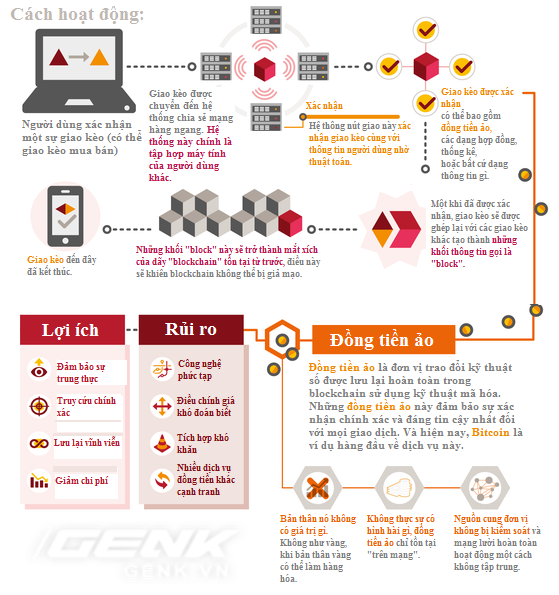 Cách hoạt động:
Người dùng xác nhận
một sự giao kèo (có thể
giao kèo mua bán)
Giao kèo được
chuyển đến hệ
thống chia sẻ mạng
hàng ngang. Hệ
thống này chính là
tập hợp máy tính
của người dùng
khác.
Xác nhận
Hệ thống nút giao này xác
nhận giao kèo cùng với
thông tin người dùng nhờ
thuật toán.
Giao kèo được xác
nhận
có thể bao gồm
đồng tiền ảo,
các dạng hợp đồng,
thống kê,
hoặc bất cứ dạng
thông tin gì.
Giao kèo đến đây
đã kết thúc.
Những khối "block" này sẽ trở thành mắt xích
của dãy "blockchain" tồn tại từ trước, điều này
sẽ khiến blockchain không thể bị giả mạo.
Một khi đã được xác
nhận, giao kèo sẽ được
ghép lại với các giao kèo
khác tạo thành những
khối thông tin gọi là
"block".
Lợi ích
Đảm bảo sự
trung thực
Truy cứu chính
xác
Lưu lại vĩnh viễn
Giảm chi phí
Rủi ro
Công nghệ
phức tạp
Điều chỉnh giá
khó đoán biết
Tích hợp khó
khăn
Nhiều dịch vụ
đồng tiền khác
cạnh tranh
Đồng tiền ảo
Đồng tiền ảo là đơn vị trao đổi kỹ thuật
số được lưu lại hoàn toàn trong
blockchain sử dụng kỹ thuật mã hóa.
Những đồng tiền ảo này đảm bảo sự xác
nhận chính xác và đáng tin cậy nhất đối
với mọi giao dịch. Và hiện nay, Bitcoin là
ví dụ hàng đầu về dịch vụ này.
Bản thân nó không
có giá trị gì.
Không như vàng,
khi bản thân vàng
có thể làm hàng
hóa.
Không thực sự có
hình hài gì, đồng
tiền ảo chỉ tồn tại
"trên mạng".
Nguồn cung đơn vị
không bị kiểm soát và
mạng lưới hoàn toàn
hoạt động một cách
không tập trung.
GENK
GENK.VN